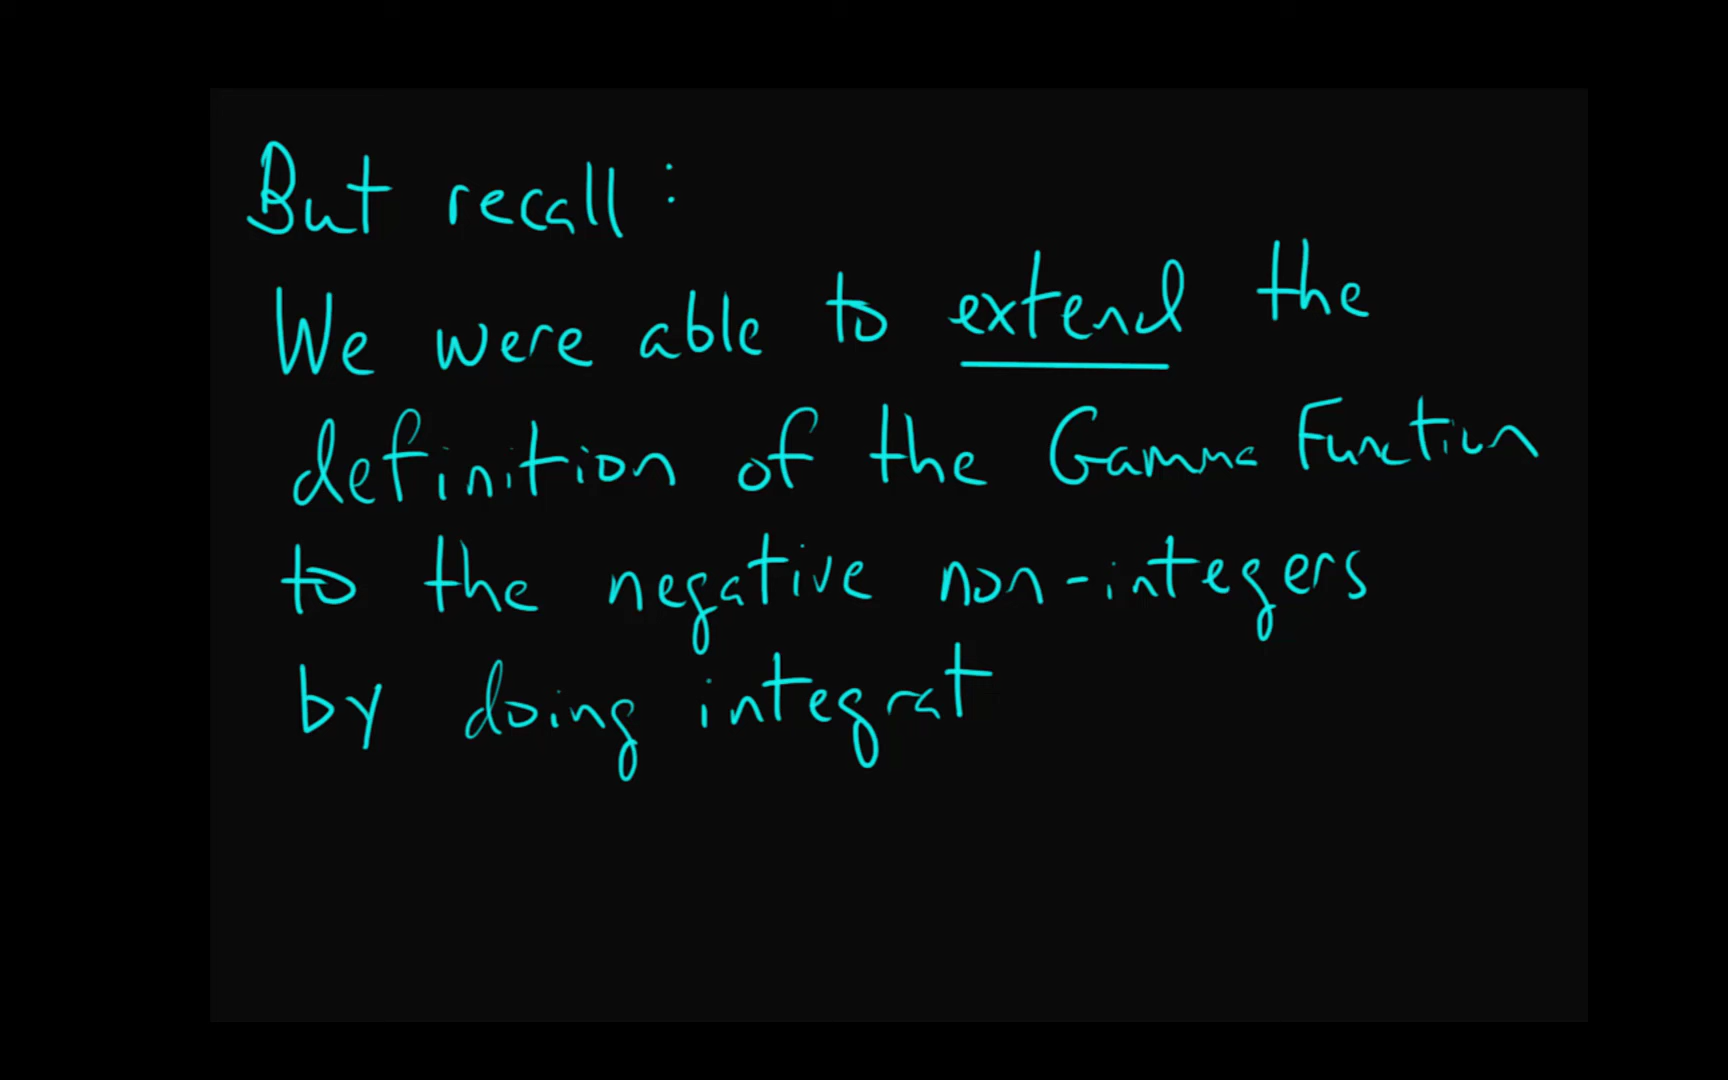 But recall:
We were able to extend the
definition of the Gamma Function
to the negative non-integers
by doing integrat